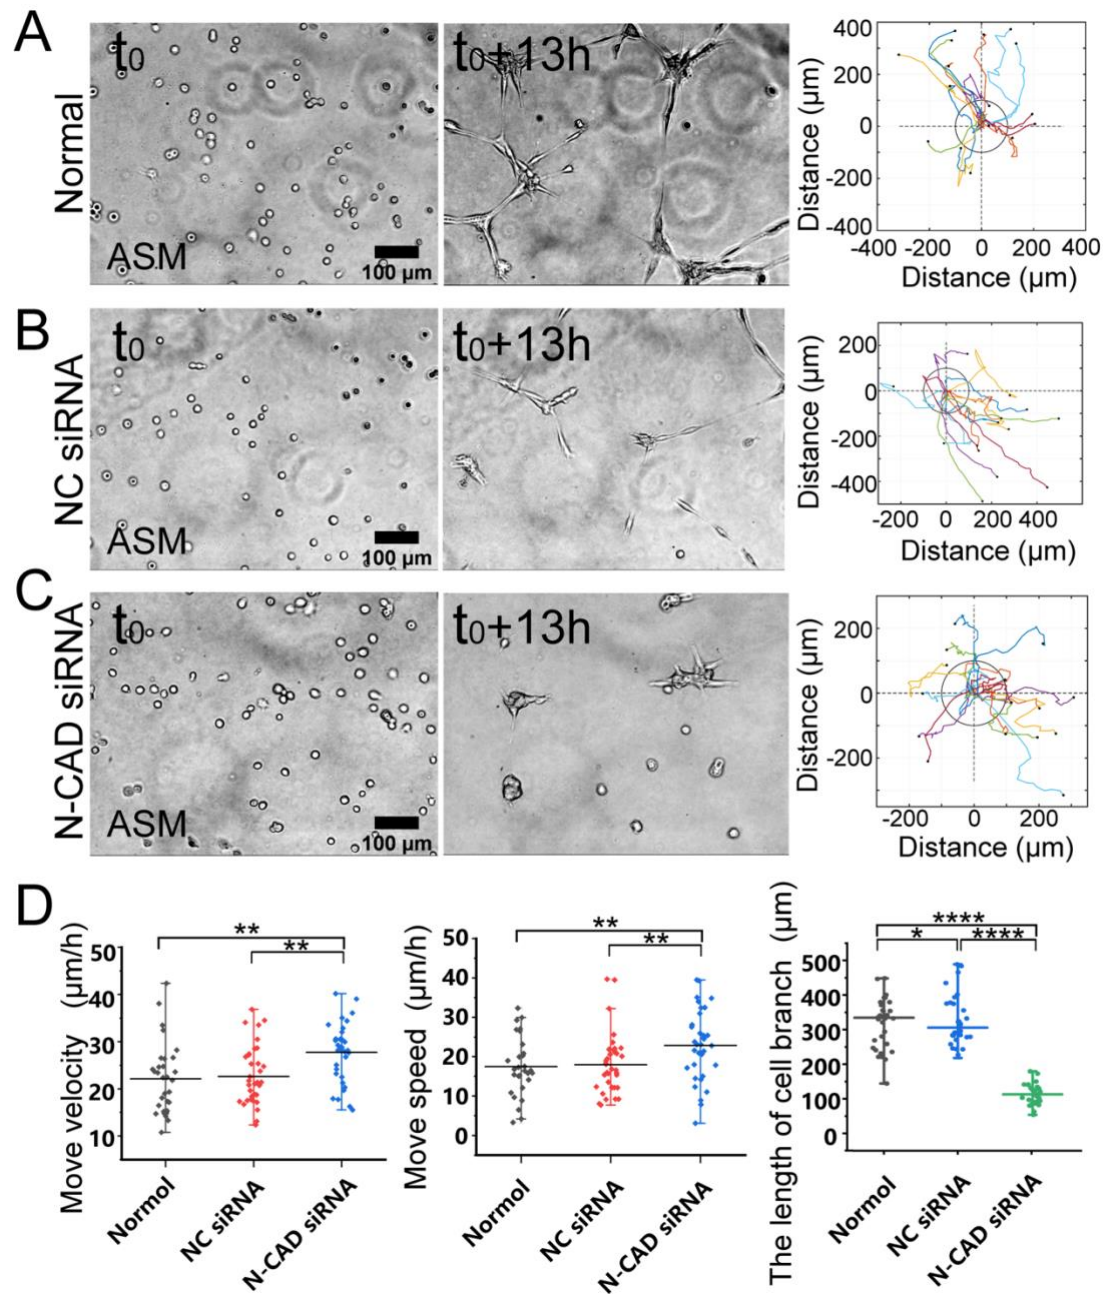 A
Normal
t0
ASM
100 µm
t0+13h
Distance (µm)
400
200
0
-200
-400
-400 -200 0 200 400
Distance (µm)
B
NC siRNA
t0
ASM
100 µm
t0+13h
Distance (µm)
200
0
-200
-400
-200 0 200 400
Distance (µm)
C
N-CAD siRNA
t0
ASM
100 µm
t0+13h
Distance (µm)
200
0
-200
-200 0 200
Distance (µm)
D
Move velocity (µm/h)
50
40
30
20
10
**
**
Normol
NC siRNA
N-CAD siRNA
Move speed (µm/h)
50
40
30
20
10
0
**
**
Normol
NC siRNA
N-CAD siRNA
The length of cell branch (µm)
500
400
300
200
100
0
****
* ****
Normol
NC siRNA
N-CAD siRNA